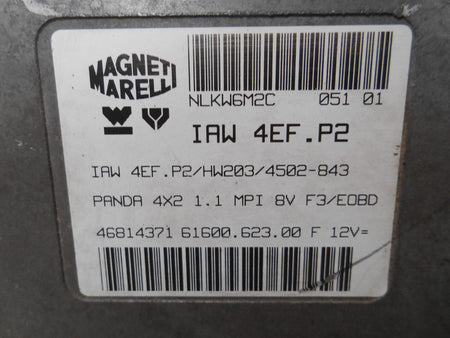 MAGNETI
MARELLI
NLKW6M2C 051 01
IAW 4EF.P2
IAW 4EF.P2/HW203/4502-843
PANDA 4X2 1.1 MPI 8V F3/EOBD
46814371 61600.623.00 F 12V=